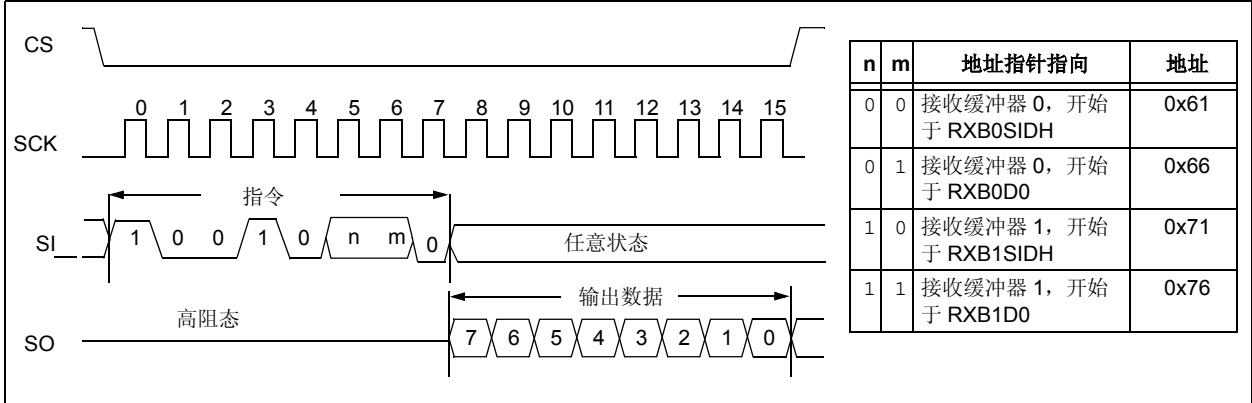 CS
0 1 2 3 4 5 6 7 8 9 10 11 12 13 14 15
SCK
指令
SI
1 0 0 1 0 n m 0
任意状态
输出数据
高阻态
SO
7 6 5 4 3 2 1 0
n m 地址指针指向 地址
0 0 接收缓冲器 0，开始 0x61
于 RXB0SIDH
0 1 接收缓冲器 0，开始 0x66
于 RXB0D0
1 0 接收缓冲器 1，开始 0x71
于 RXB1SIDH
1 1 接收缓冲器 1，开始 0x76
于 RXB1D0